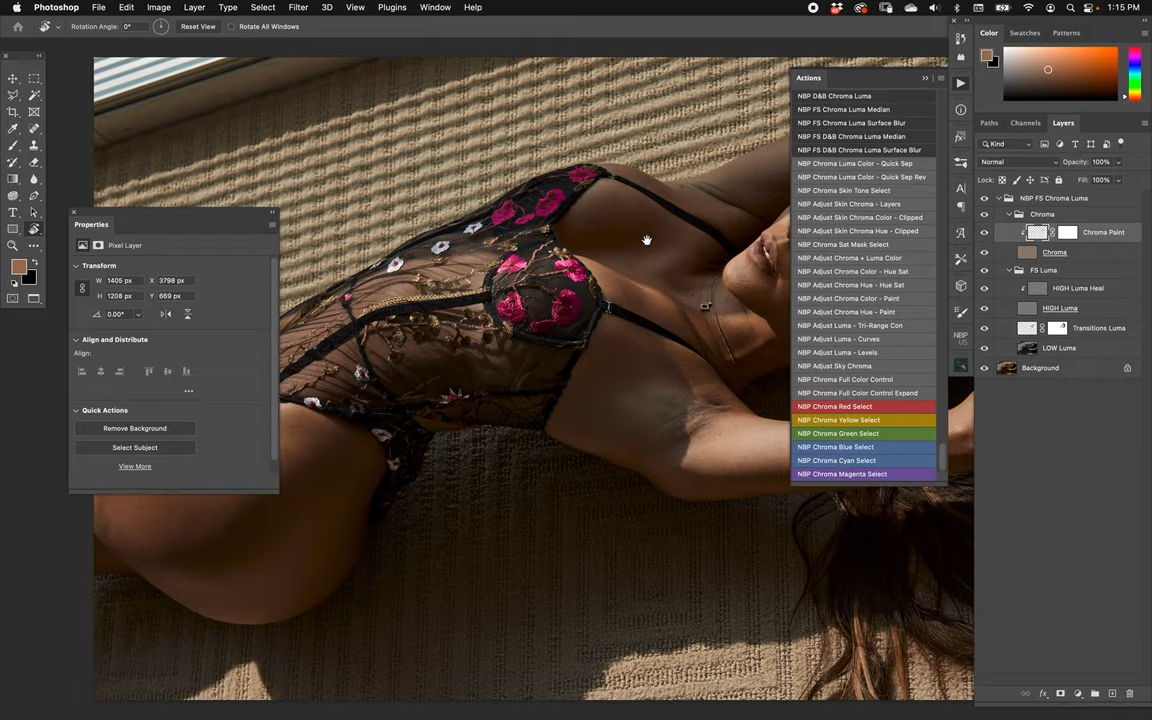 Photoshop File Edit Image Layer Type Select Filter 3D View Plugins Window Help 1:15 PM
Rotation Angle: 0° Reset View Rotate All Windows
Color Swatches Patterns
Actions
NBP D&B Chroma Luma
NBP FS Chroma Luma Median
NBP FS Chroma Luma Surface Blur
NBP FS D&B Chroma Luma Median
NBP FS D&B Chroma Luma Surface Blur
NBP Chroma Luma Color - Quick Sep
NBP Chroma Luma Color - Quick Sep Rev
NBP Chroma Skin Tone Select
NBP Adjust Skin Chroma - Layers
NBP Adjust Skin Chroma Color - Clipped
NBP Adjust Skin Chroma Hue - Clipped
NBP Chroma Sat Mask Select
NBP Adjust Chroma + Luma Color
NBP Adjust Chroma Color - Hue Sat
NBP Adjust Chroma Hue - Hue Sat
NBP Adjust Chroma Color - Paint
NBP Adjust Chroma Hue - Paint
NBP Adjust Luma - Tri-Range Con
NBP Adjust Luma - Curves
NBP Adjust Luma - Levels
NBP Adjust Sky Chroma
NBP Chroma Full Color Control
NBP Chroma Full Color Control Expand
NBP Chroma Red Select
NBP Chroma Yellow Select
NBP Chroma Green Select
NBP Chroma Blue Select
NBP Chroma Cyan Select
NBP Chroma Magenta Select
Properties
Pixel Layer
Transform
W 1405 px X 3798 px
H 1208 px Y 669 px
0.00°
Align and Distribute
Align:
Quick Actions
Remove Background
Select Subject
View More
NBP
US
Paths Channels Layers
Kind
Normal Opacity: 100%
Lock: Fill: 100%
NBP FS Chroma Luma
Chroma
Chroma Paint
Chroma
FS Luma
HIGH Luma Heal
HIGH Luma
Transitions Luma
LOW Luma
Background